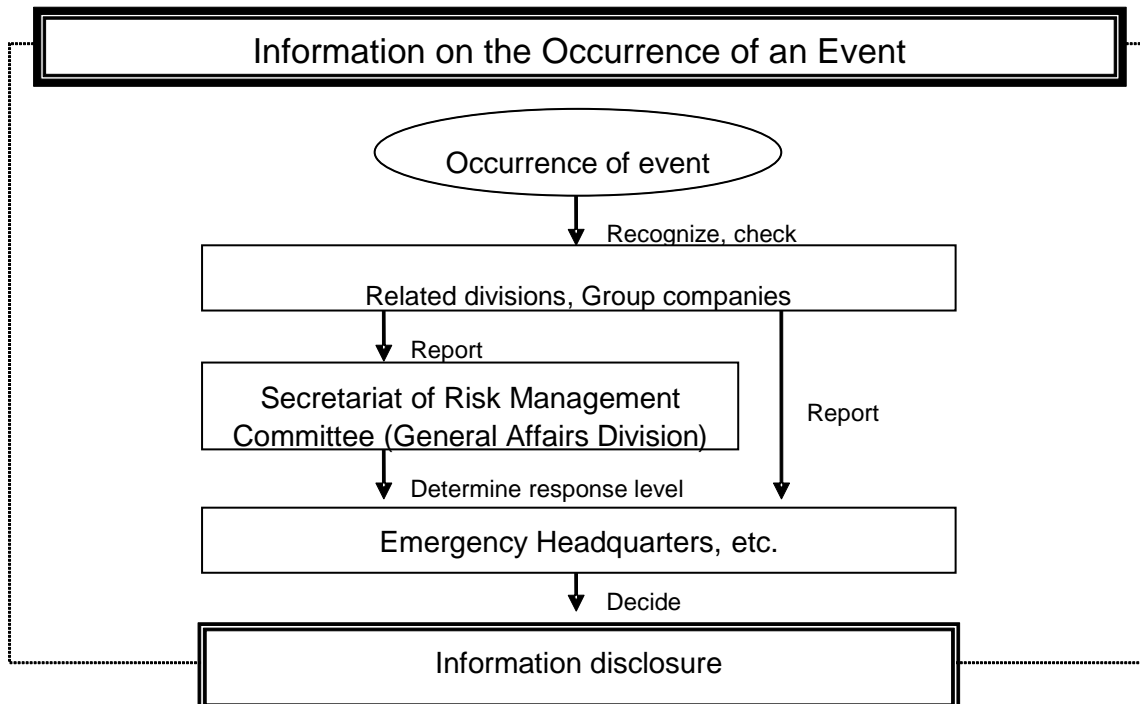 Information on the Occurrence of an Event
Occurrence of event
Recognize, check
Related divisions, Group companies
Report
Secretariat of Risk Management
Committee (General Affairs Division)
Report
Determine response level
Emergency Headquarters, etc.
Decide
Information disclosure